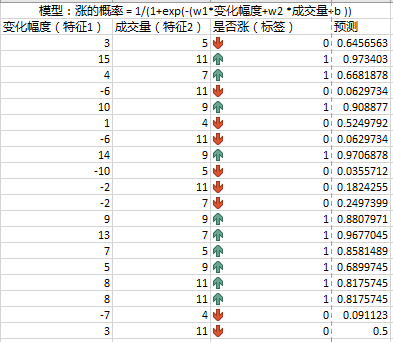 模型：涨的概率 = 1/(1+exp(-(w1*变化幅度+w2 *成交量+b ))
变化幅度（特征1） 成交量（特征2） 是否涨（标签） 预测
3 5 0 0.6456563
15 11 1 0.973403
4 7 1 0.6681878
-6 11 0 0.0629734
10 9 1 0.908877
1 4 0 0.5249792
-6 11 0 0.0629734
14 9 1 0.9706878
-10 5 0 0.0355712
-2 11 0 0.1824255
-2 7 0 0.2497399
9 9 1 0.8807971
13 7 1 0.9677045
7 5 1 0.8581489
5 9 1 0.6899745
8 11 1 0.8175745
8 11 1 0.8175745
-7 4 0 0.091123
3 11 0 0.5